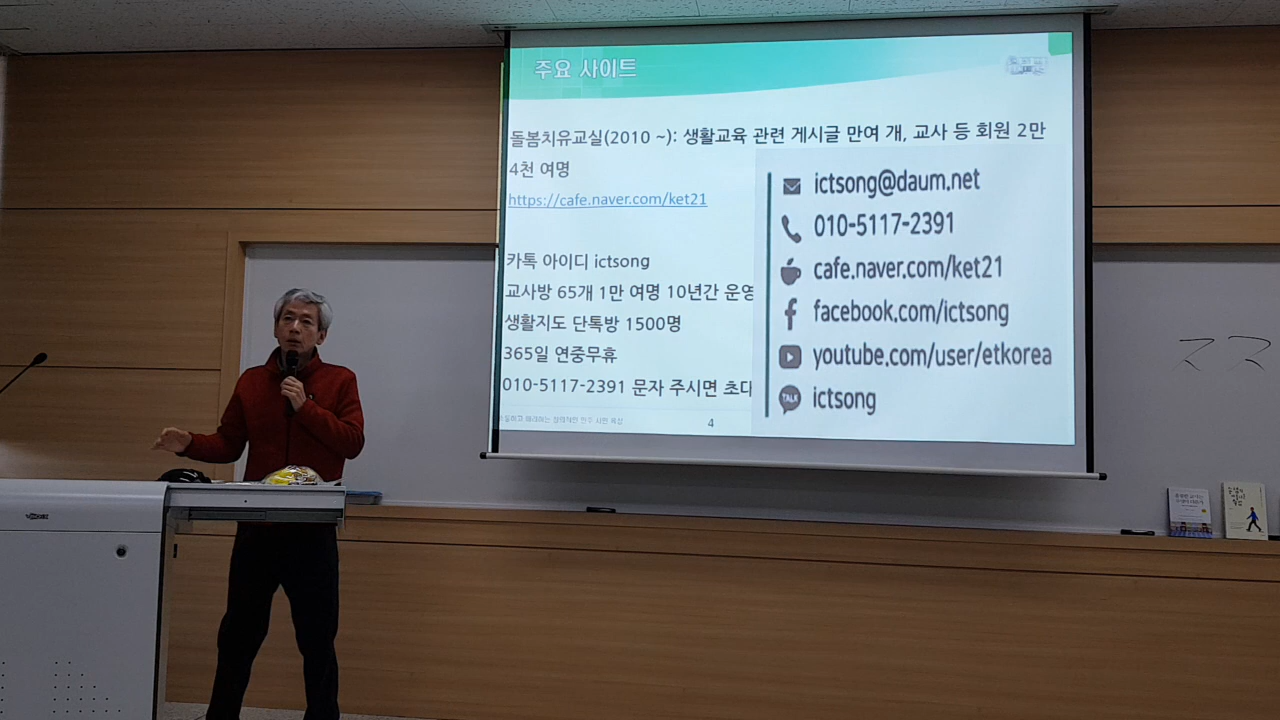 주요 사이트
돌봄치유교실(2010 ~): 생활교육 관련 게시글 만여 개, 교사 등 회원 2만
4천 여명
https://cafe.naver.com/ket21
카톡 아이디 ictsong
교사방 65개 1만 여명 10년간 운영
생활지도 단톡방 1500명
365일 연중무휴
010-5117-2391 문자 주시면 초대
4
ictsong@daum.net
010-5117-2391
cafe.naver.com/ket21
facebook.com/ictsong
youtube.com/user/etkorea
TALK
ictsong